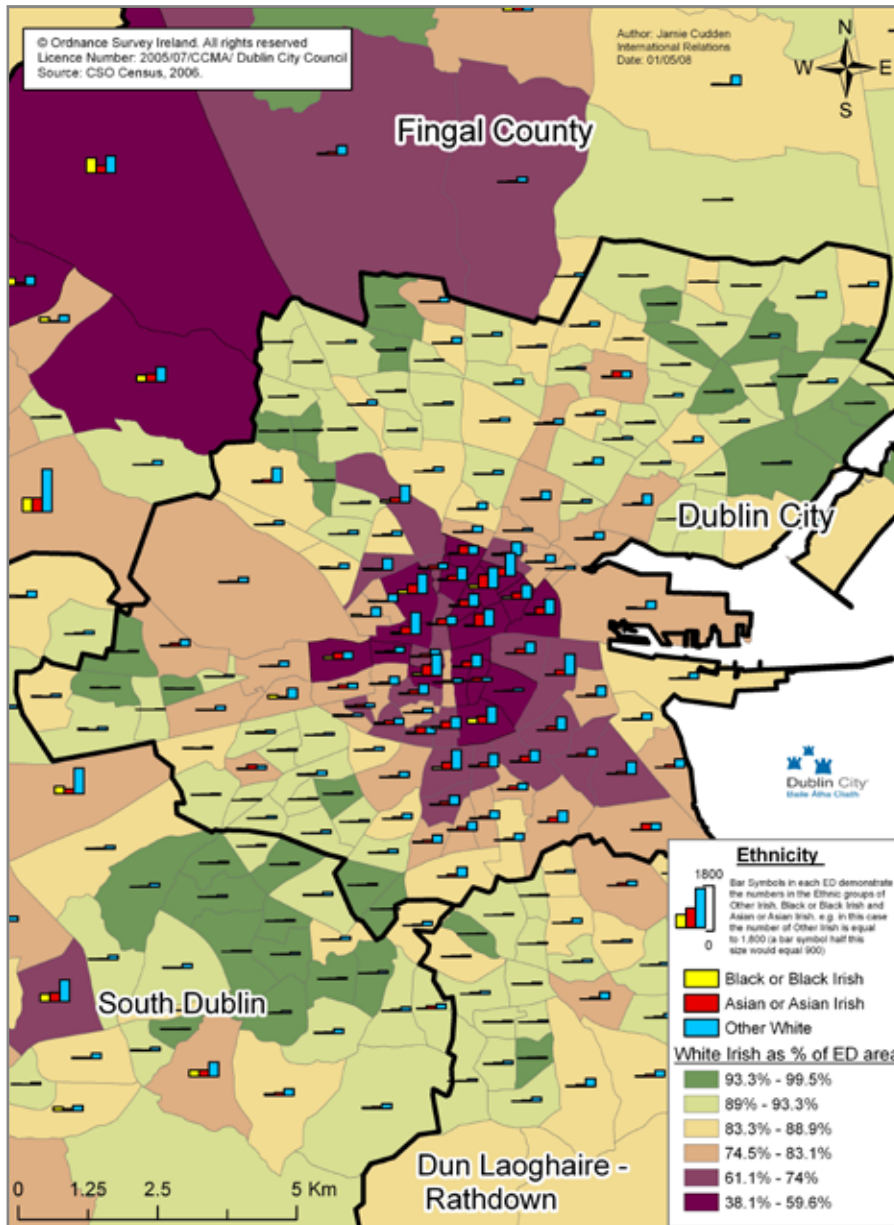 © Ordnance Survey Ireland. All rights reserved
Licence Number: 2005/07/CCMA/ Dublin City Council
Source: CSO Census, 2006.
Author: Jamie Cudden
International Relations
Date: 01/05/08
N
W E
S
Fingal County
Dublin City
Dublin City
Baile Átha Cliath
South Dublin
Dun Laoghaire -
Rathdown
0 1.25 2.5 5 Km
Ethnicity
1800
0
Bar Symbols in each ED demonstrate
the numbers in the Ethnic groups of
Other Irish, Black or Black Irish and
Asian or Asian Irish. e.g. in this case
the number of Other Irish is equal
to 1,800 (a bar symbol half this
size would equal 900)
Black or Black Irish
Asian or Asian Irish
Other White
White Irish as % of ED area
93.3% - 99.5%
89% - 93.3%
83.3% - 88.9%
74.5% - 83.1%
61.1% - 74%
38.1% - 59.6%